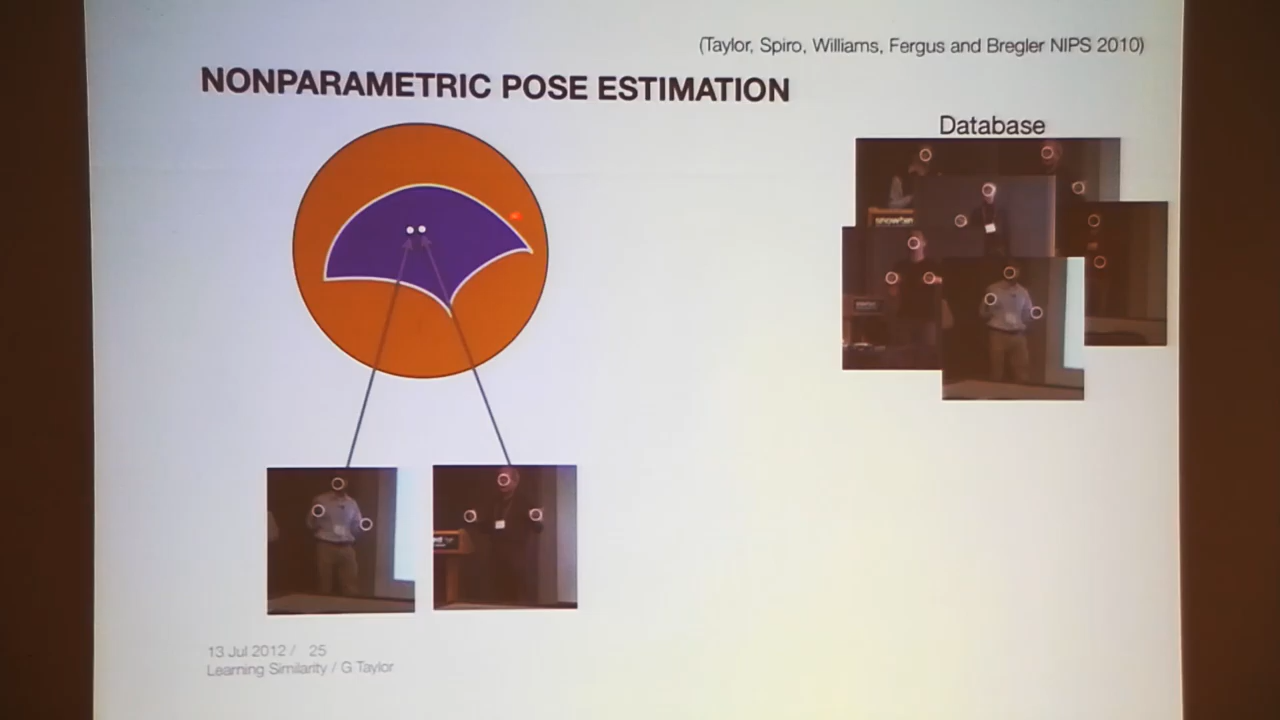 (Taylor, Spiro, Williams, Fergus and Bregler NIPS 2010)
NONPARAMETRIC POSE ESTIMATION
Database
13 Jul 2012 / 25
Learning Similarity / G Taylor